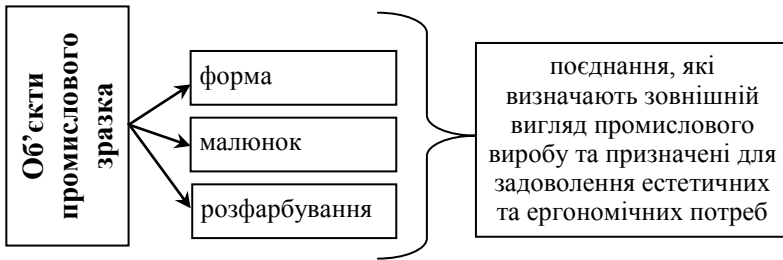 Об’єкти
промислового
зразка
форма
малюнок
розфарбування
поєднання, які
визначають зовнішній
вигляд промислового
виробу та призначені для
задоволення естетичних
та ергономічних потреб